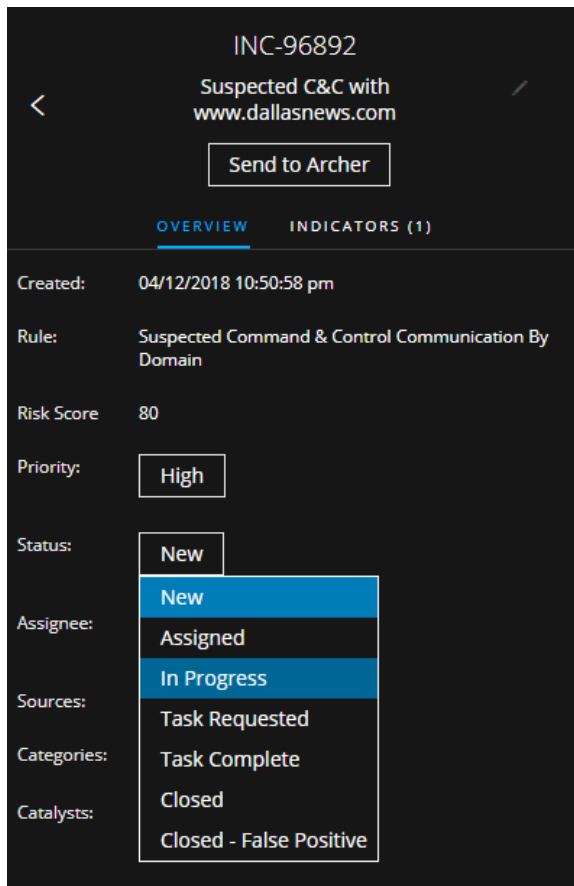 INC-96892
Suspected C&C with
www.dallasnews.com
Send to Archer
OVERVIEW INDICATORS (1)
Created: 04/12/2018 10:50:58 pm
Rule: Suspected Command & Control Communication By
Domain
Risk Score 80
Priority: High
Status: New
New
Assignee:
Assigned
In Progress
Sources:
Task Requested
Categories: Task Complete
Closed
Catalysts:
Closed - False Positive